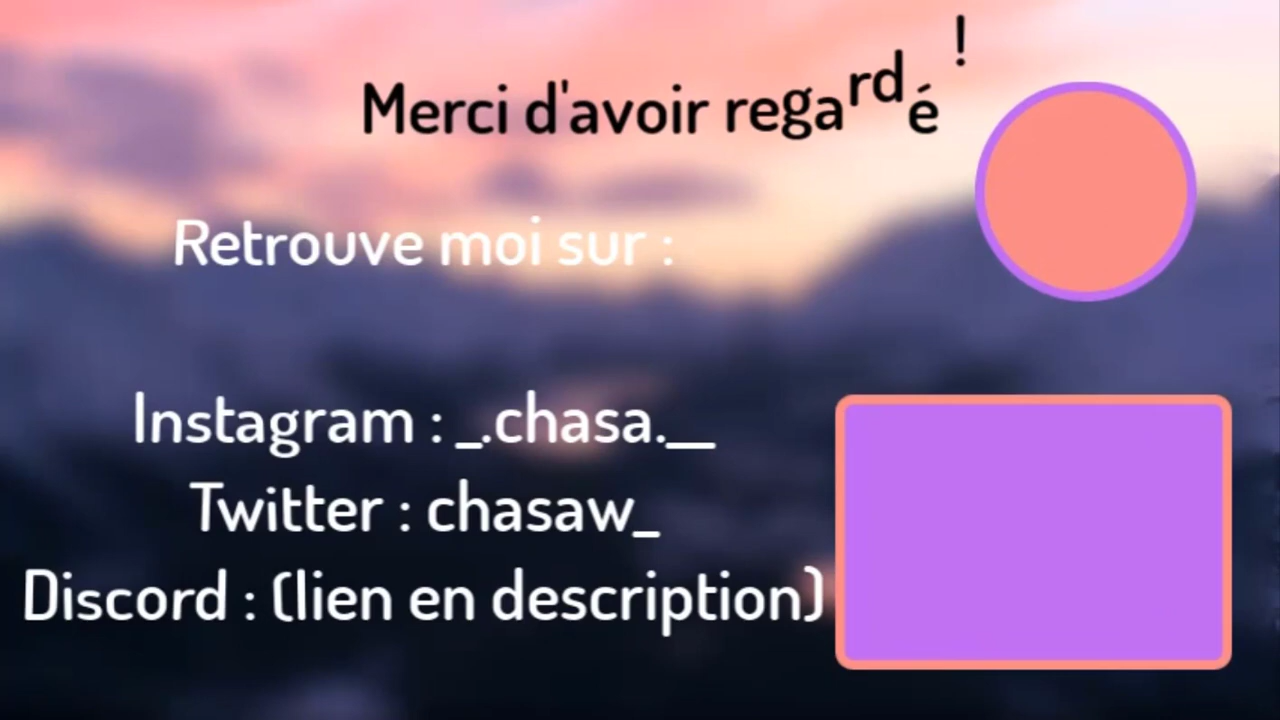 Merci d'avoir regardé !
Retrouve moi sur :
Instagram : _.chasa.__
Twitter : chasaw_
Discord : (lien en description)